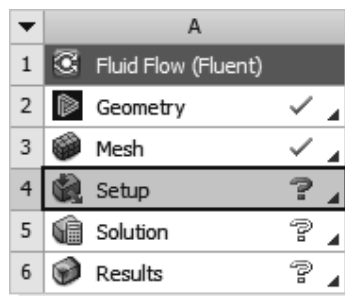 A
1 Fluid Flow (Fluent)
2 Geometry
3 Mesh
4 Setup ?
5 Solution ?
6 Results ?